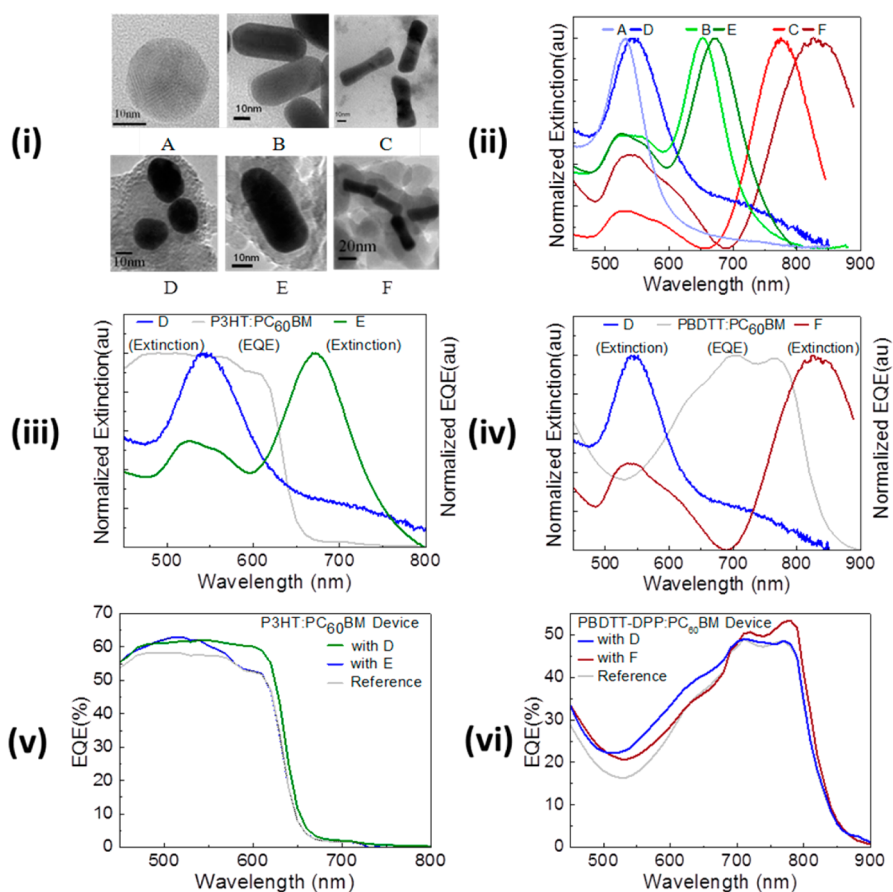 (i)
10nm
10nm
10nm
A
B
C
10nm
10nm
20nm
D
E
F
(ii)
Normalized Extinction(au)
A D B E C F
500 600 700 800 900
Wavelength (nm)
(iii)
Normalized Extinction(au)
D P3HT:PC60BM E
(Extinction) (EQE) (Extinction)
Normalized EQE(au)
500 600 700 800
Wavelength (nm)
(iv)
Normalized Extinction(au)
D PBDTT:PC60BM F
(Extinction) (EQE) (Extinction)
Normalized EQE(au)
500 600 700 800 900
Wavelength (nm)
(v)
EQE(%)
70
60
50
40
30
20
10
0
P3HT:PC60BM Device
with D
with E
Reference
500 600 700 800
Wavelength (nm)
(vi)
EQE(%)
50
40
30
20
10
0
PBDTT-DPP:PC60BM Device
with D
with F
Reference
500 600 700 800 900
Wavelength (nm)